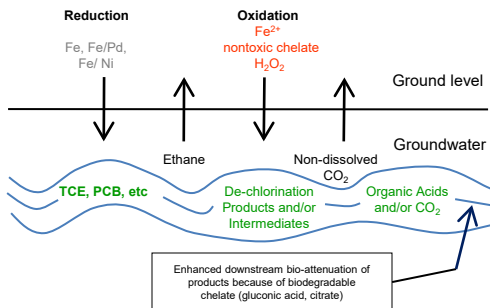 Reduction
Fe, Fe/Pd,
Fe/ Ni
Oxidation
Fe²⁺
nontoxic chelate
H₂O₂
Ground level
Groundwater
Ethane
Non-dissolved
CO₂
TCE, PCB, etc
De-chlorination
Products and/or
Intermediates
Organic Acids
and/or CO₂
Enhanced downstream bio-attenuation of
products because of biodegradable
chelate (gluconic acid, citrate)